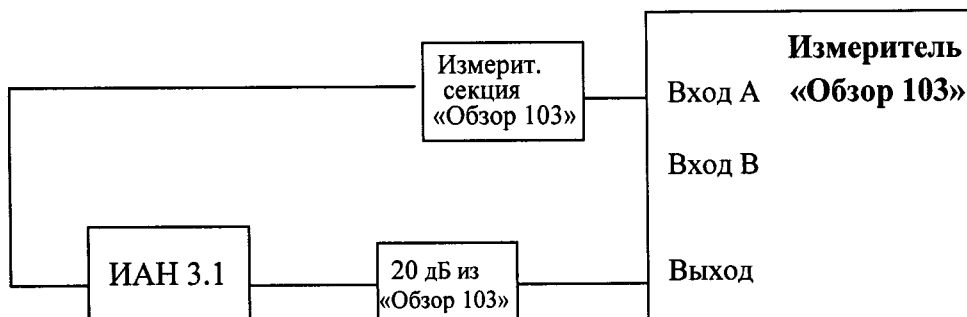 Измеритель
«Обзор 103»
Измерит.
секция
«Обзор 103»
Вход А
Вход В
ИАН 3.1
20 дБ из
«Обзор 103»
Выход